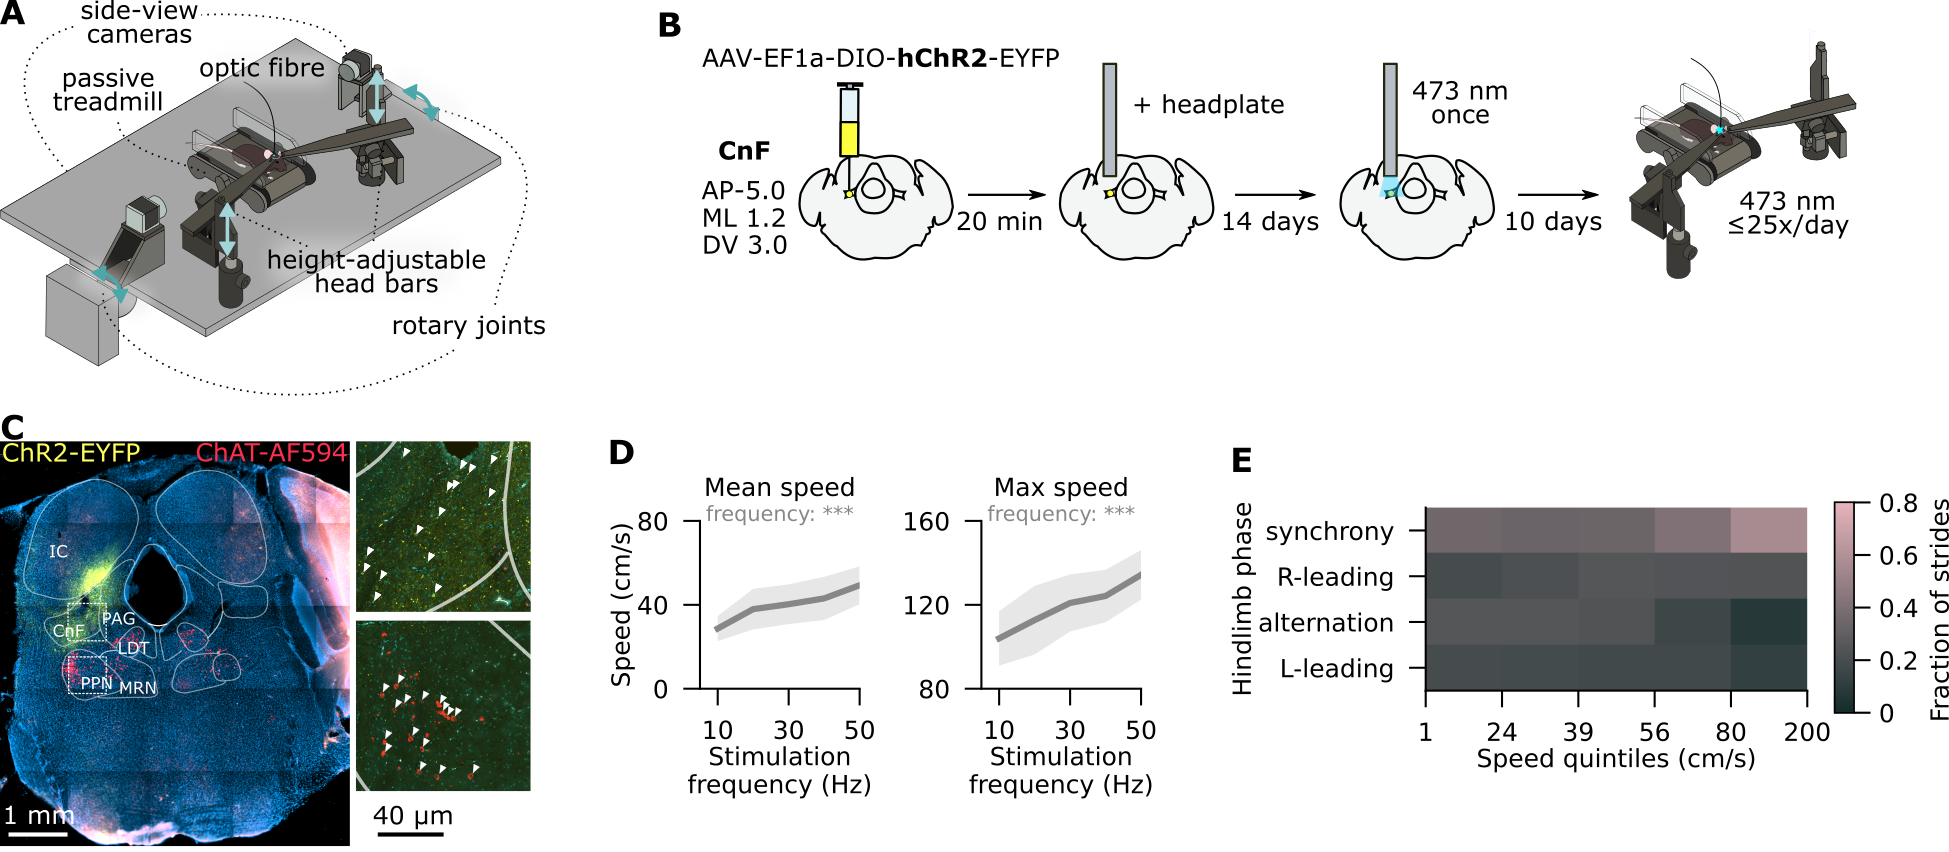 A
side-view
cameras
passive
treadmill
optic fibre
height-adjustable
head bars
rotary joints
B
AAV-EF1a-DIO-hChR2-EYFP
CnF
AP-5.0
ML 1.2
DV 3.0
20 min
+ headplate
14 days
473 nm
once
10 days
473 nm
≤25x/day
C
ChR2-EYFP
ChAT-AF594
IC
PAG
CnF
LDT
PPN
MRN
1 mm
40 µm
D
Mean speed
frequency: ***
Speed (cm/s)
80
40
0
10 30 50
Stimulation
frequency (Hz)
Max speed
frequency: ***
160
120
80
10 30 50
Stimulation
frequency (Hz)
E
Hindlimb phase
synchrony
R-leading
alternation
L-leading
1 24 39 56 80 200
Speed quintiles (cm/s)
0.8
0.6
0.4
0.2
0
Fraction of strides